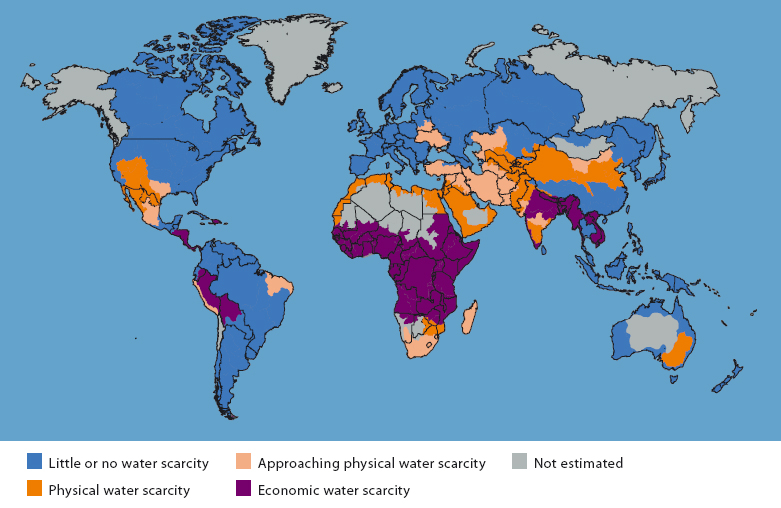 Little or no water scarcity
Approaching physical water scarcity
Not estimated
Physical water scarcity
Economic water scarcity